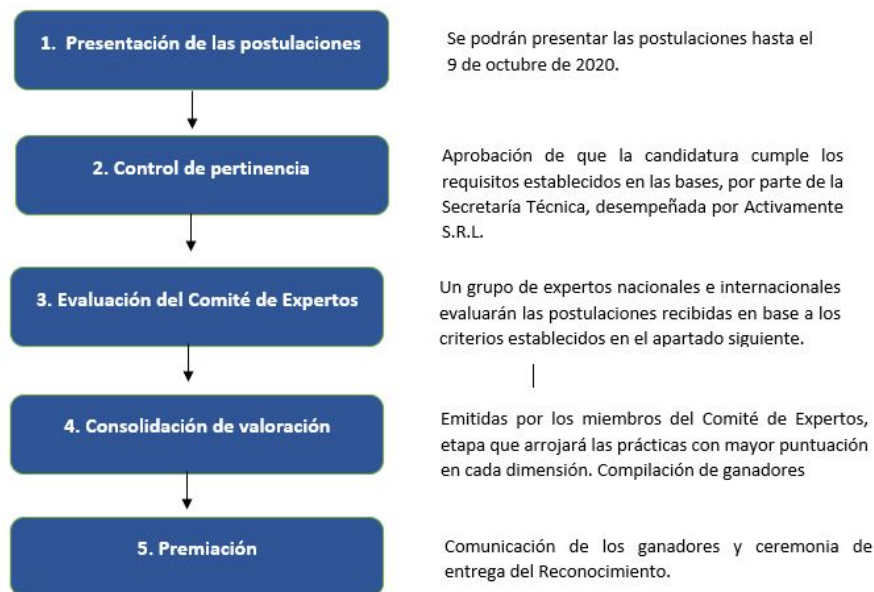 1. Presentación de las postulaciones
Se podrán presentar las postulaciones hasta el
9 de octubre de 2020.
2. Control de pertinencia
Aprobación de que la candidatura cumple los
requisitos establecidos en las bases, por parte de la
Secretaría Técnica, desempeñada por Activamente
S.R.L.
3. Evaluación del Comité de Expertos
Un grupo de expertos nacionales e internacionales
evaluarán las postulaciones recibidas en base a los
criterios establecidos en el apartado siguiente.
4. Consolidación de valoración
Emitidas por los miembros del Comité de Expertos,
etapa que arrojará las prácticas con mayor puntuación
en cada dimensión. Compilación de ganadores
5. Premiación
Comunicación de los ganadores y ceremonia de
entrega del Reconocimiento.